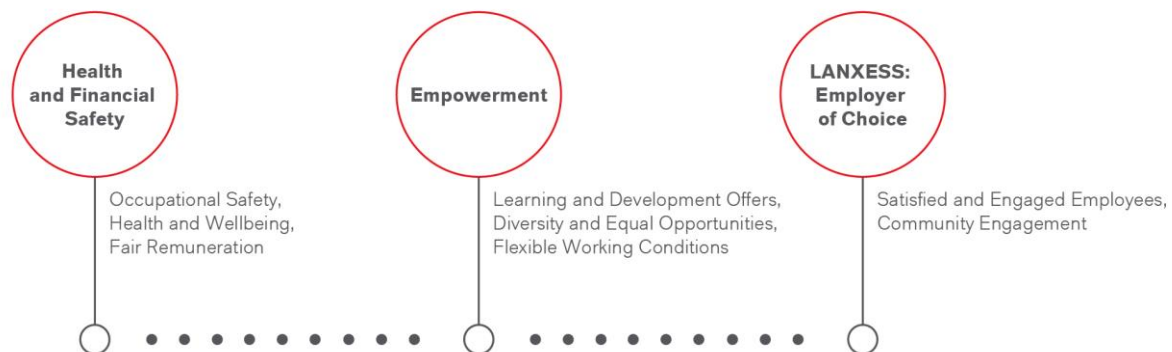 Health
and Financial
Safety
Occupational Safety,
Health and Wellbeing,
Fair Remuneration
Empowerment
Learning and Development Offers,
Diversity and Equal Opportunities,
Flexible Working Conditions
LANXESS:
Employer
of Choice
Satisfied and Engaged Employees,
Community Engagement